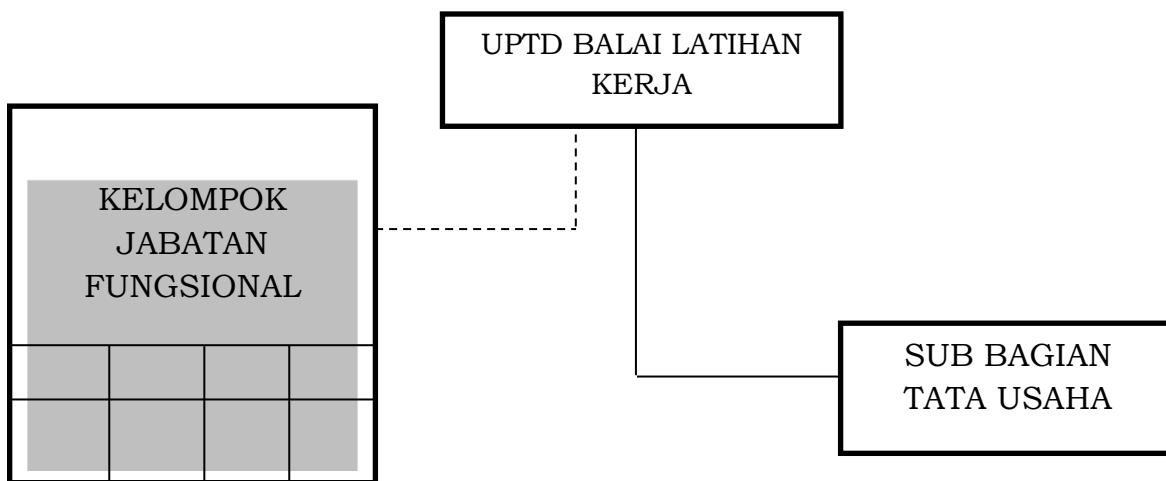 UPTD BALAI LATIHAN
KERJA
KELOMPOK
JABATAN
FUNGSIONAL
SUB BAGIAN
TATA USAHA